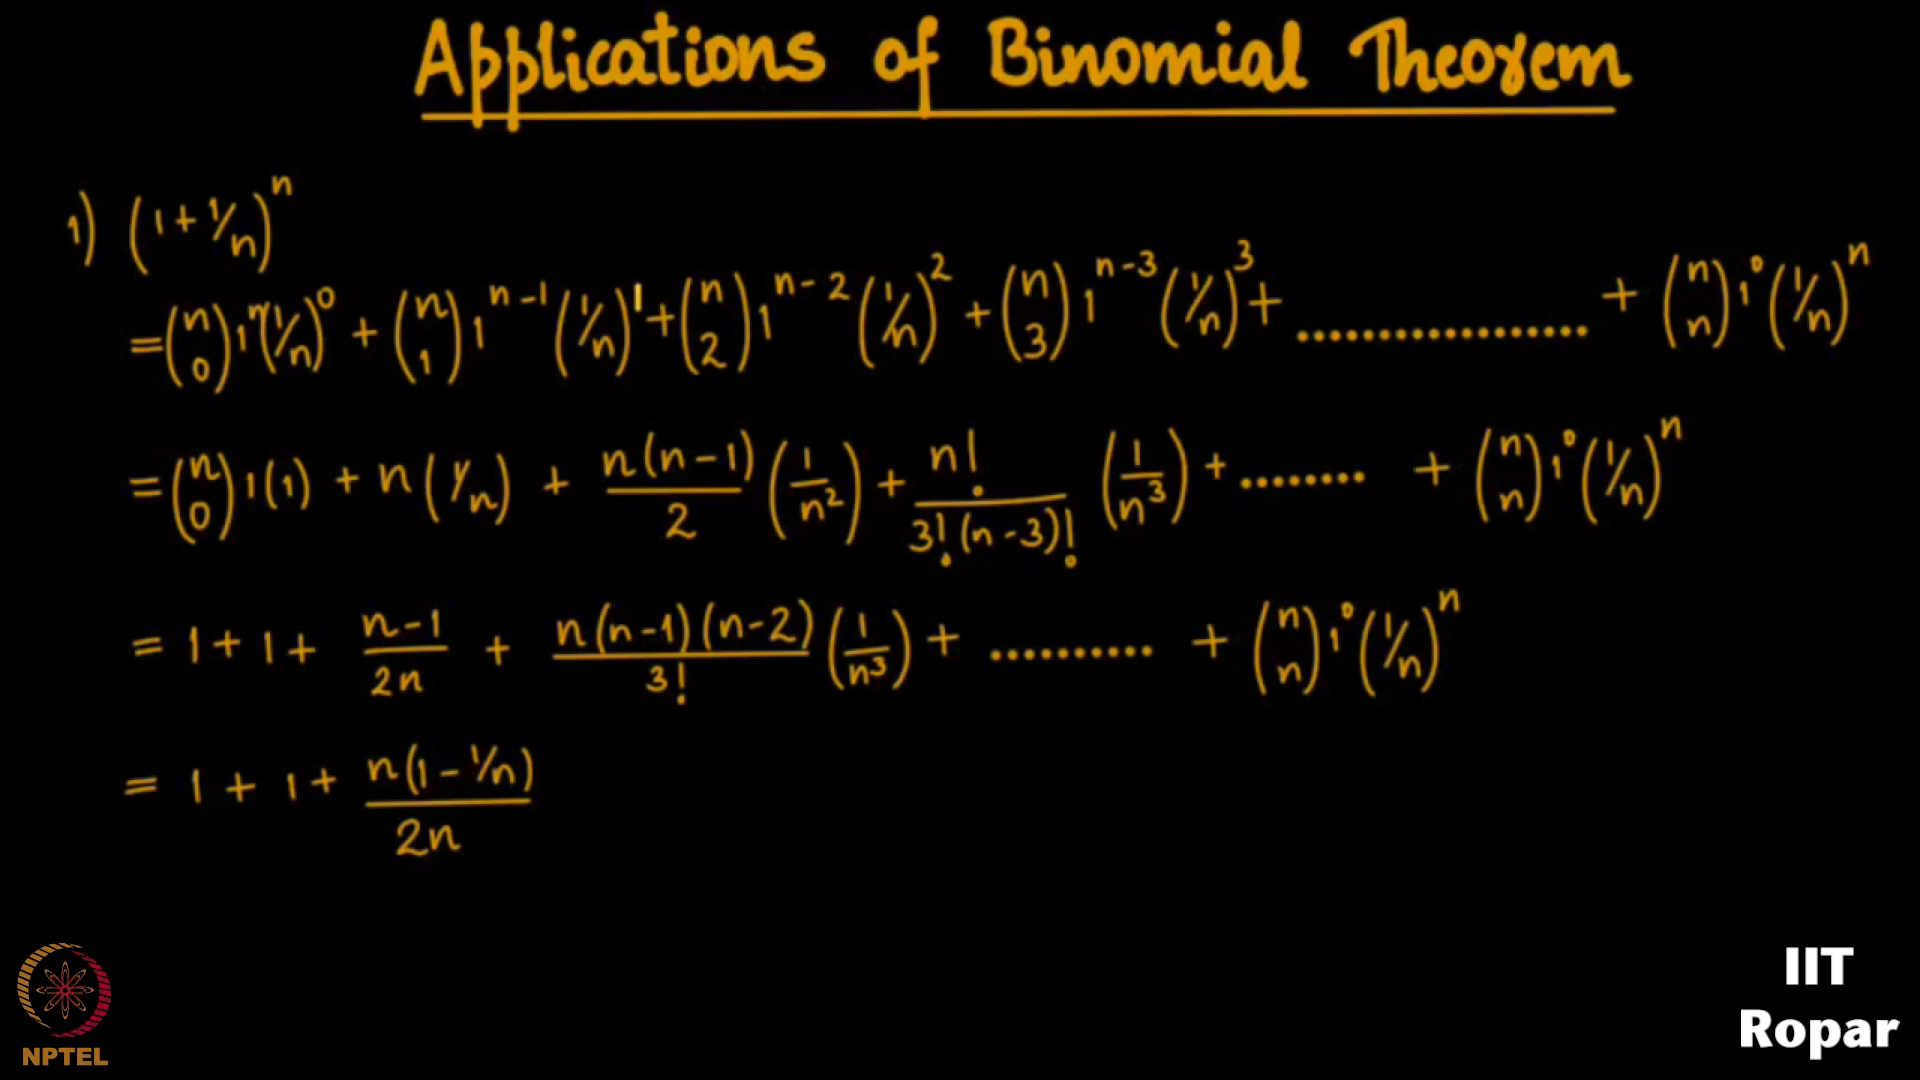 Applications of Binomial Theorem
1) (1 + 1/n)^n
= (n 0) 1^n (1/n)^0 + (n 1) 1^{n-1} (1/n)^1 + (n 2) 1^{n-2} (1/n)^2 + (n 3) 1^{n-3} (1/n)^3 + .................. + (n n) 1^0 (1/n)^n
= (n 0) 1(1) + n(1/n) + n(n-1)/2 (1/n^2) + n!/3!(n-3)! (1/n^3) + ........ + (n n) 1^0 (1/n)^n
= 1 + 1 + n-1/2n + n(n-1)(n-2)/3! (1/n^3) + .......... + (n n) 1^0 (1/n)^n
= 1 + 1 + n(1 - 1/n)/2n
NPTEL
IIT
Ropar